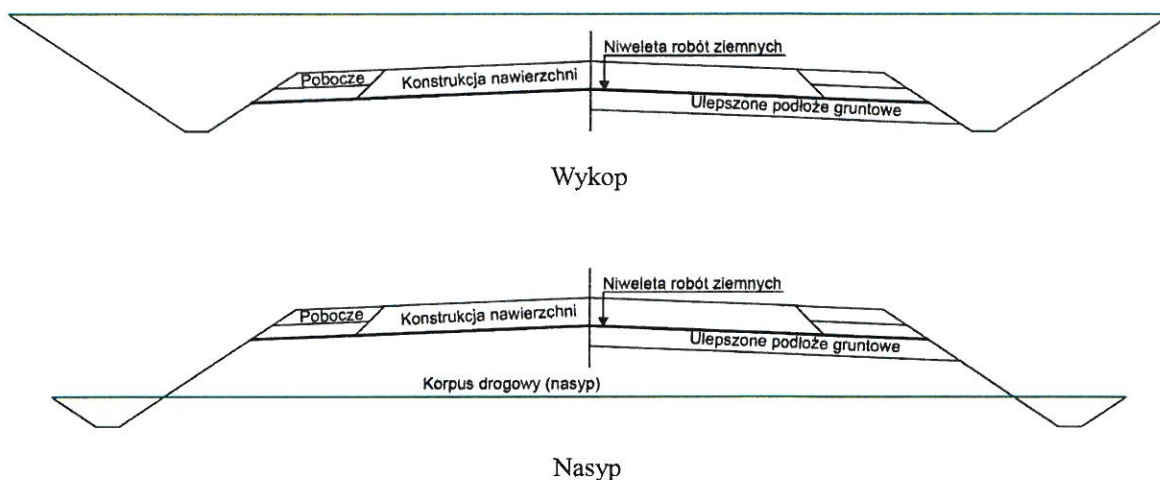 Niweleta robót ziemnych
Pobocze
Konstrukcja nawierzchni
Ulepszone podłoże gruntowe
Wykop
Niweleta robót ziemnych
Pobocze
Konstrukcja nawierzchni
Ulepszone podłoże gruntowe
Korpus drogowy (nasyp)
Nasyp